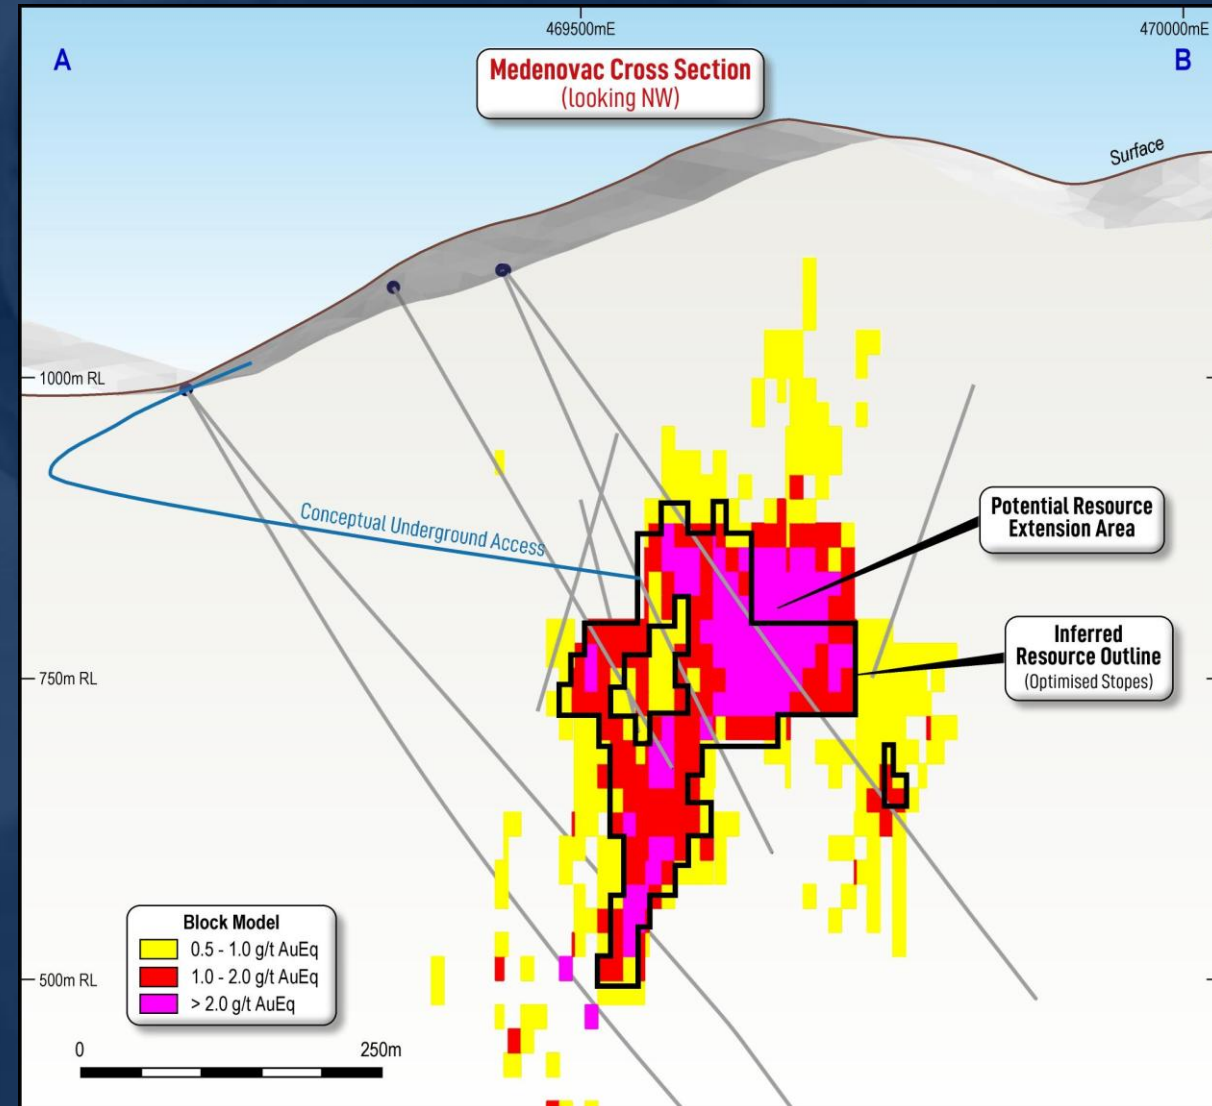 469500mE
470000mE
A
B
Medenovac Cross Section
(looking NW)
Surface
1000m RL
Conceptual Underground Access
Potential Resource
Extension Area
Inferred
Resource Outline
(Optimised Stopes)
750m RL
500m RL
Block Model
0.5 - 1.0 g/t AuEq
1.0 - 2.0 g/t AuEq
> 2.0 g/t AuEq
0
250m